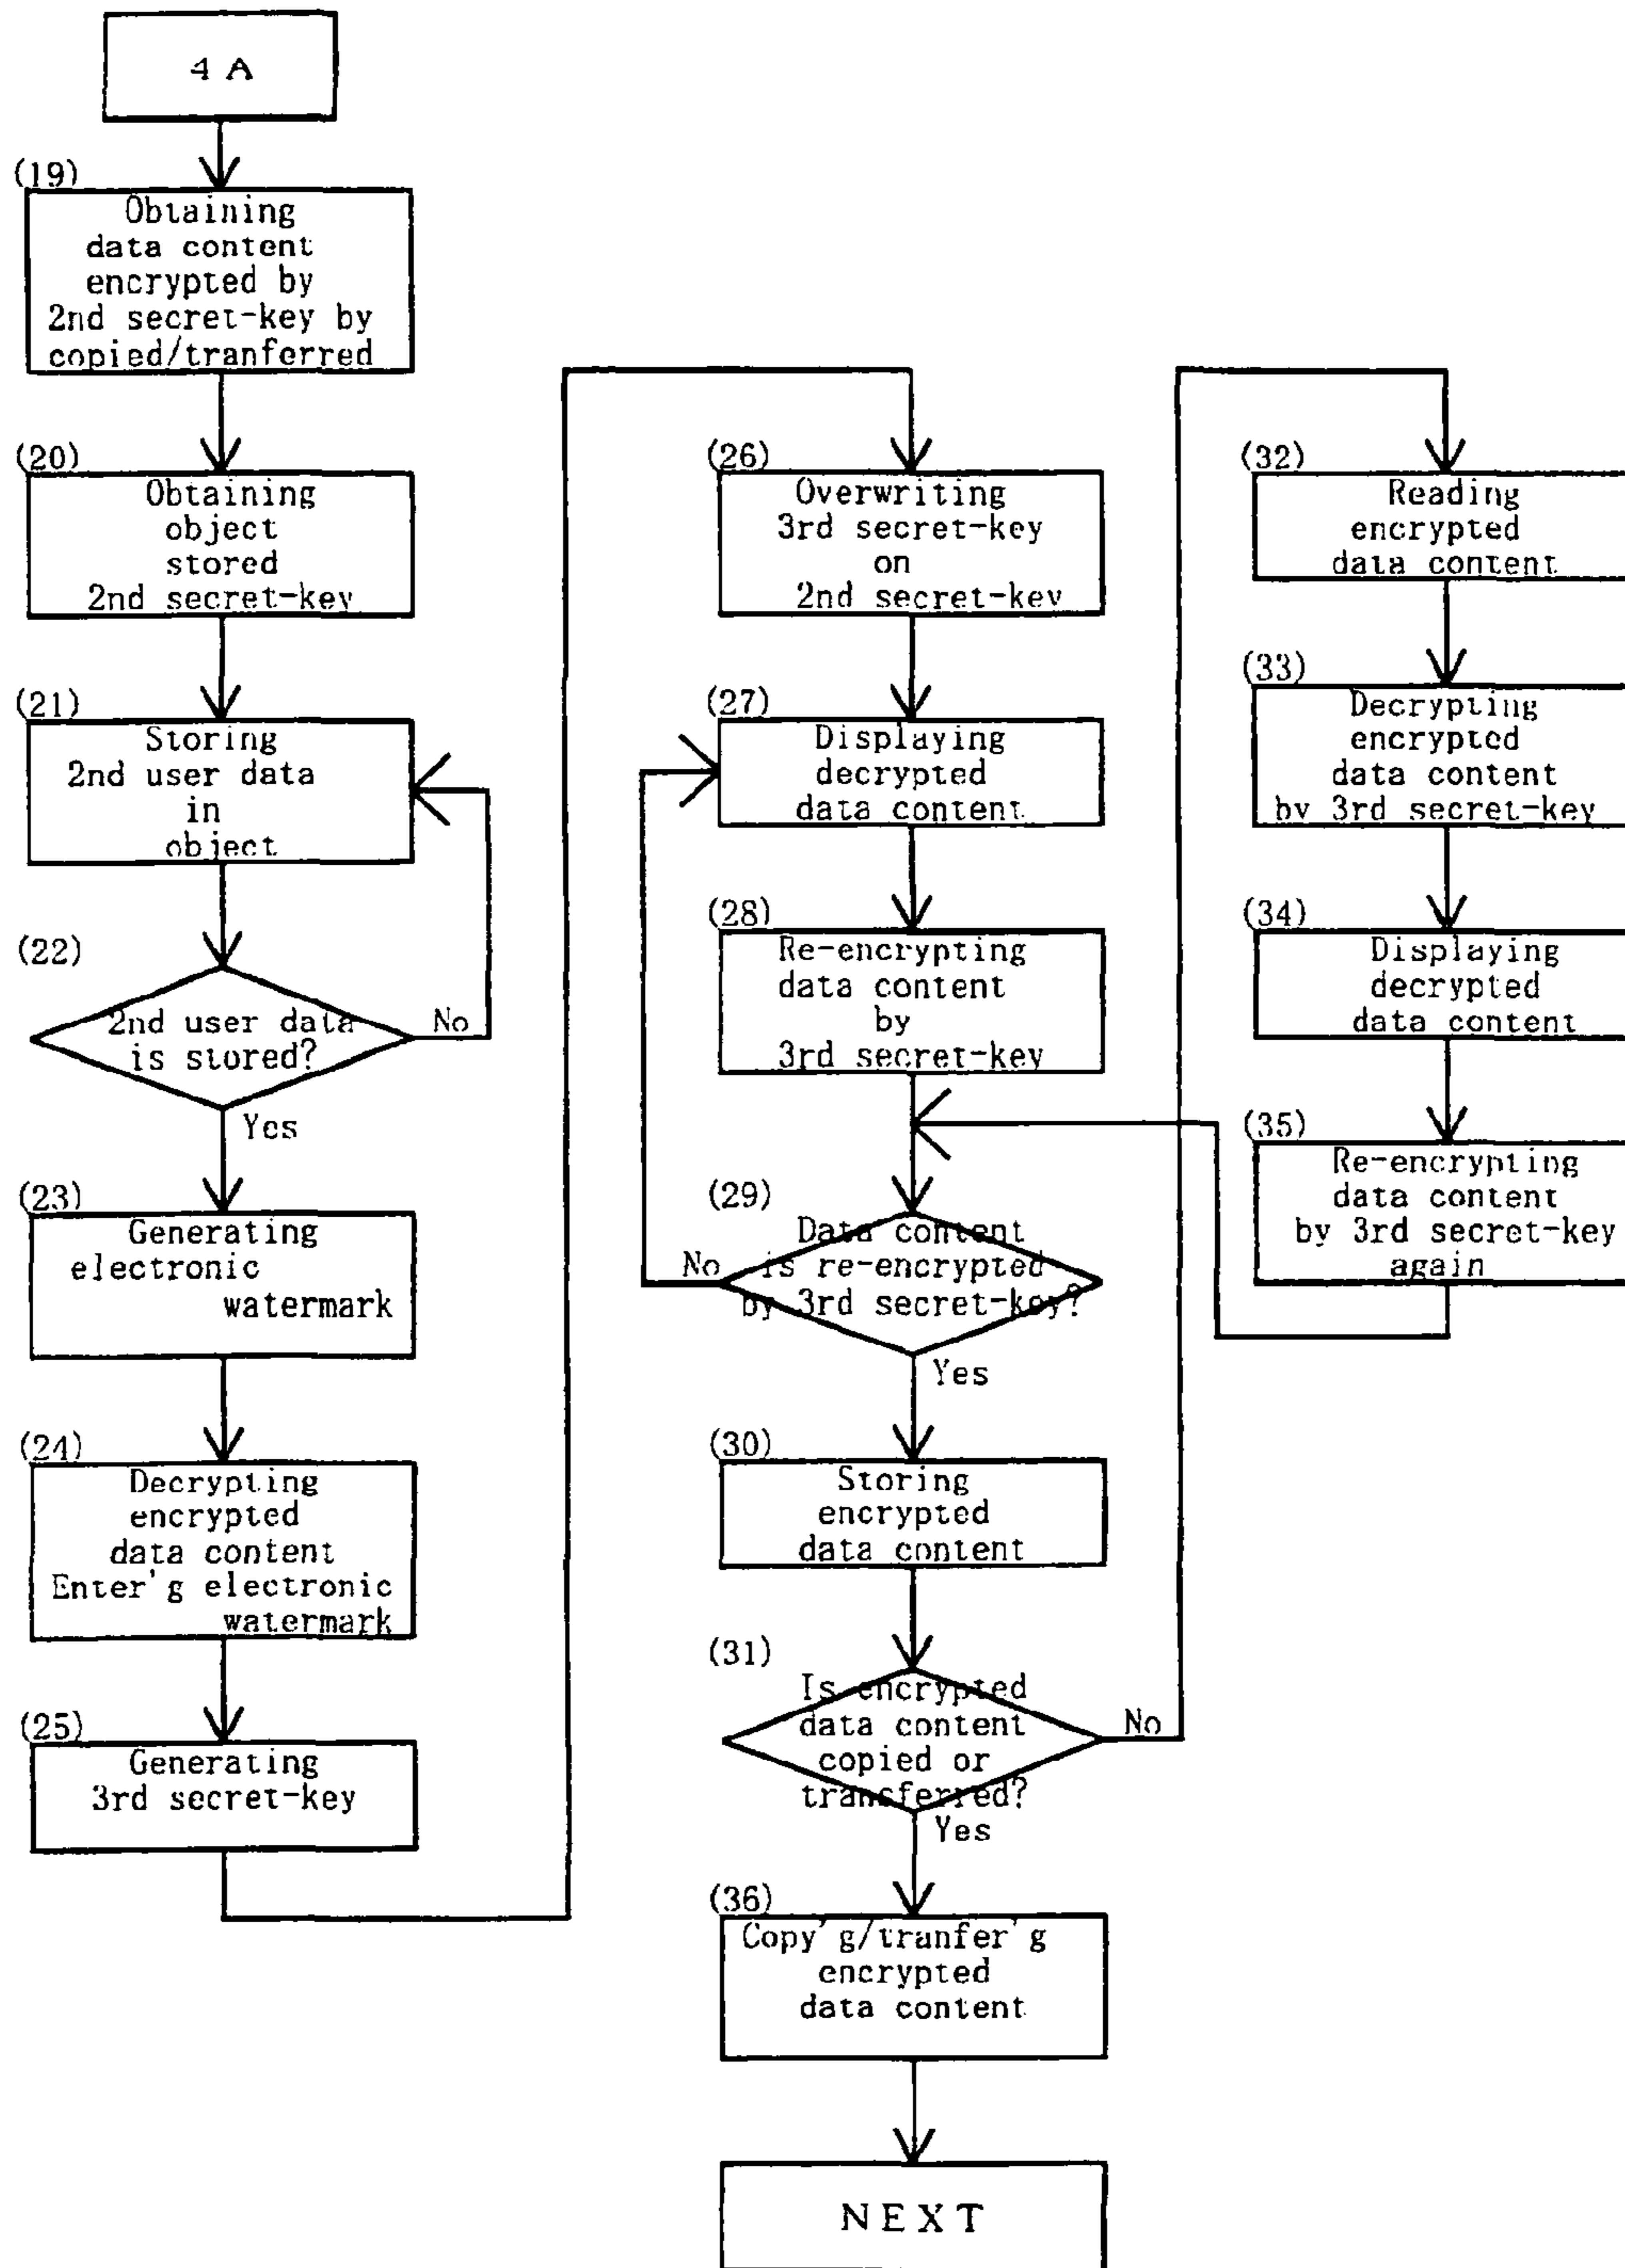 4 A
(19)
Obtaining
data content
encrypted by
2nd secret-key by
copied/tranferred
(20)
Obtaining
object
stored
2nd secret-key
(21)
Storing
2nd user data
in
object
(22)
2nd user data
is stored?
No
Yes
(23)
Generating
electronic
watermark
(24)
Decrypting
encrypted
data content
Enter'g electronic
watermark
(25)
Generating
3rd secret-key
(26)
Overwriting
3rd secret-key
on
2nd secret-key
(27)
Displaying
decrypted
data content
(28)
Re-encrypting
data content
by
3rd secret-key
(29)
Data content
is re-encrypted
by 3rd secret-key?
No
Yes
(30)
Storing
encrypted
data content
(31)
Is encrypted
data content
copied or
transferred?
No
Yes
(32)
Reading
encrypted
data content
(33)
Decrypting
encrypted
data content
by 3rd secret-key
(34)
Displaying
decrypted
data content
(35)
Re-encrypting
data content
by 3rd secret-key
again
(36)
Copy'g/tranfer'g
encrypted
data content
NEXT